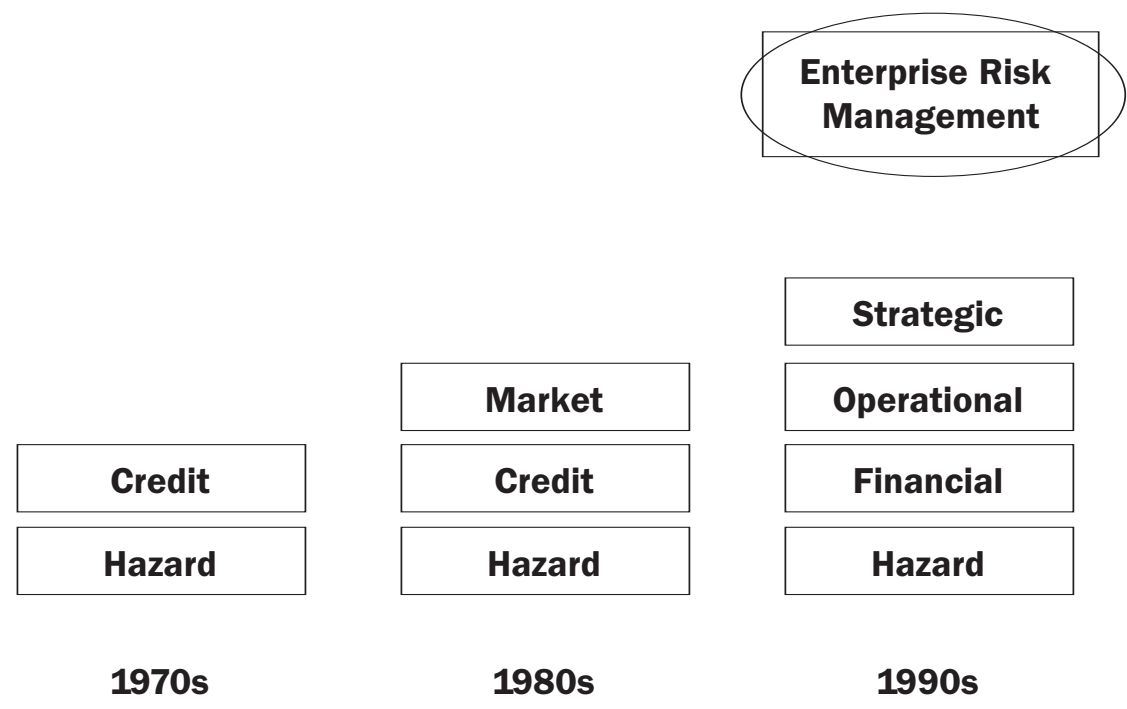 Enterprise Risk
Management
Strategic
Market
Operational
Credit
Credit
Financial
Hazard
Hazard
Hazard
1970s
1980s
1990s